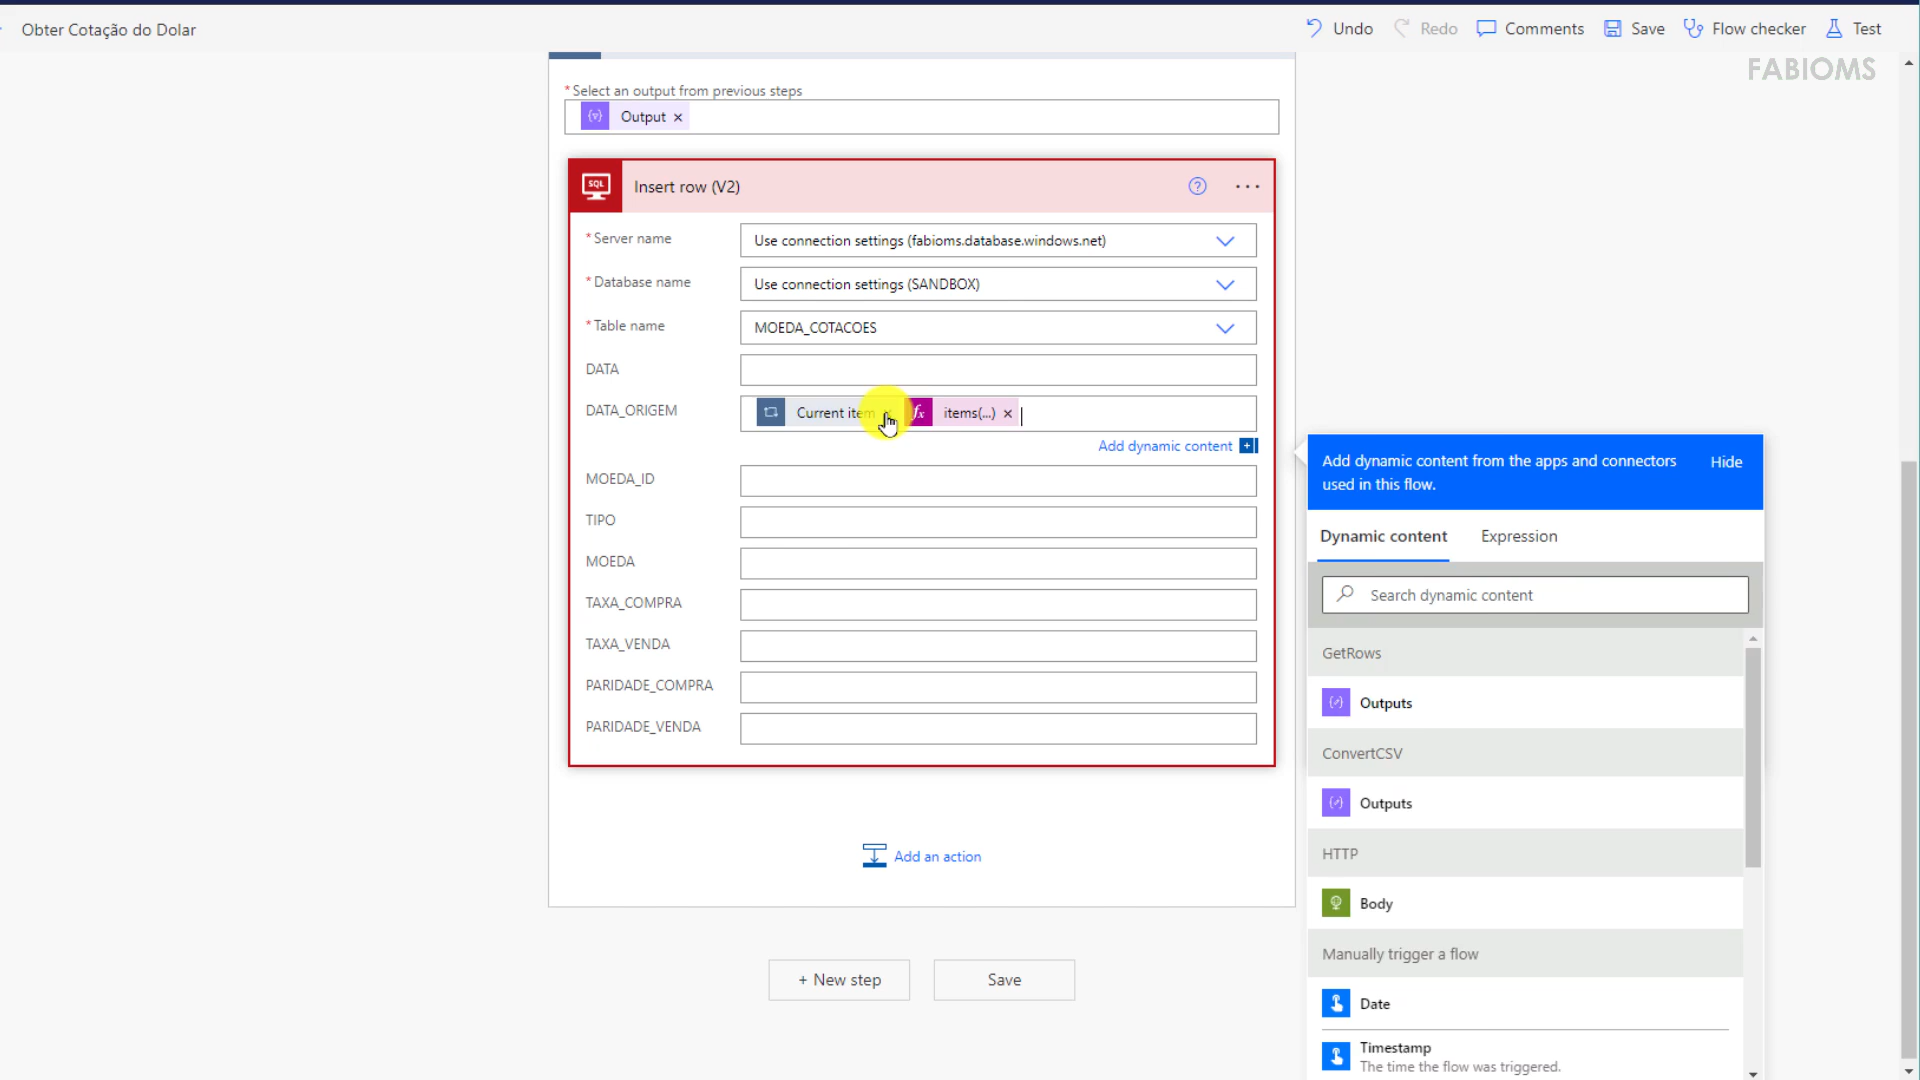 Obter Cotação do Dolar
Undo
Redo
Comments
Save
Flow checker
Test
FABIOMS
* Select an output from previous steps
Output ×
SQL
Insert row (V2)
* Server name
Use connection settings (fabioms.database.windows.net)
* Database name
Use connection settings (SANDBOX)
* Table name
MOEDA_COTACOES
DATA
DATA_ORIGEM
Current item
fx
items(...) ×
Add dynamic content
MOEDA_ID
TIPO
MOEDA
TAXA_COMPRA
TAXA_VENDA
PARIDADE_COMPRA
PARIDADE_VENDA
Add an action
+ New step
Save
Add dynamic content from the apps and connectors
used in this flow.
Hide
Dynamic content
Expression
Search dynamic content
GetRows
Outputs
ConvertCSV
Outputs
HTTP
Body
Manually trigger a flow
Date
Timestamp
The time the flow was triggered.